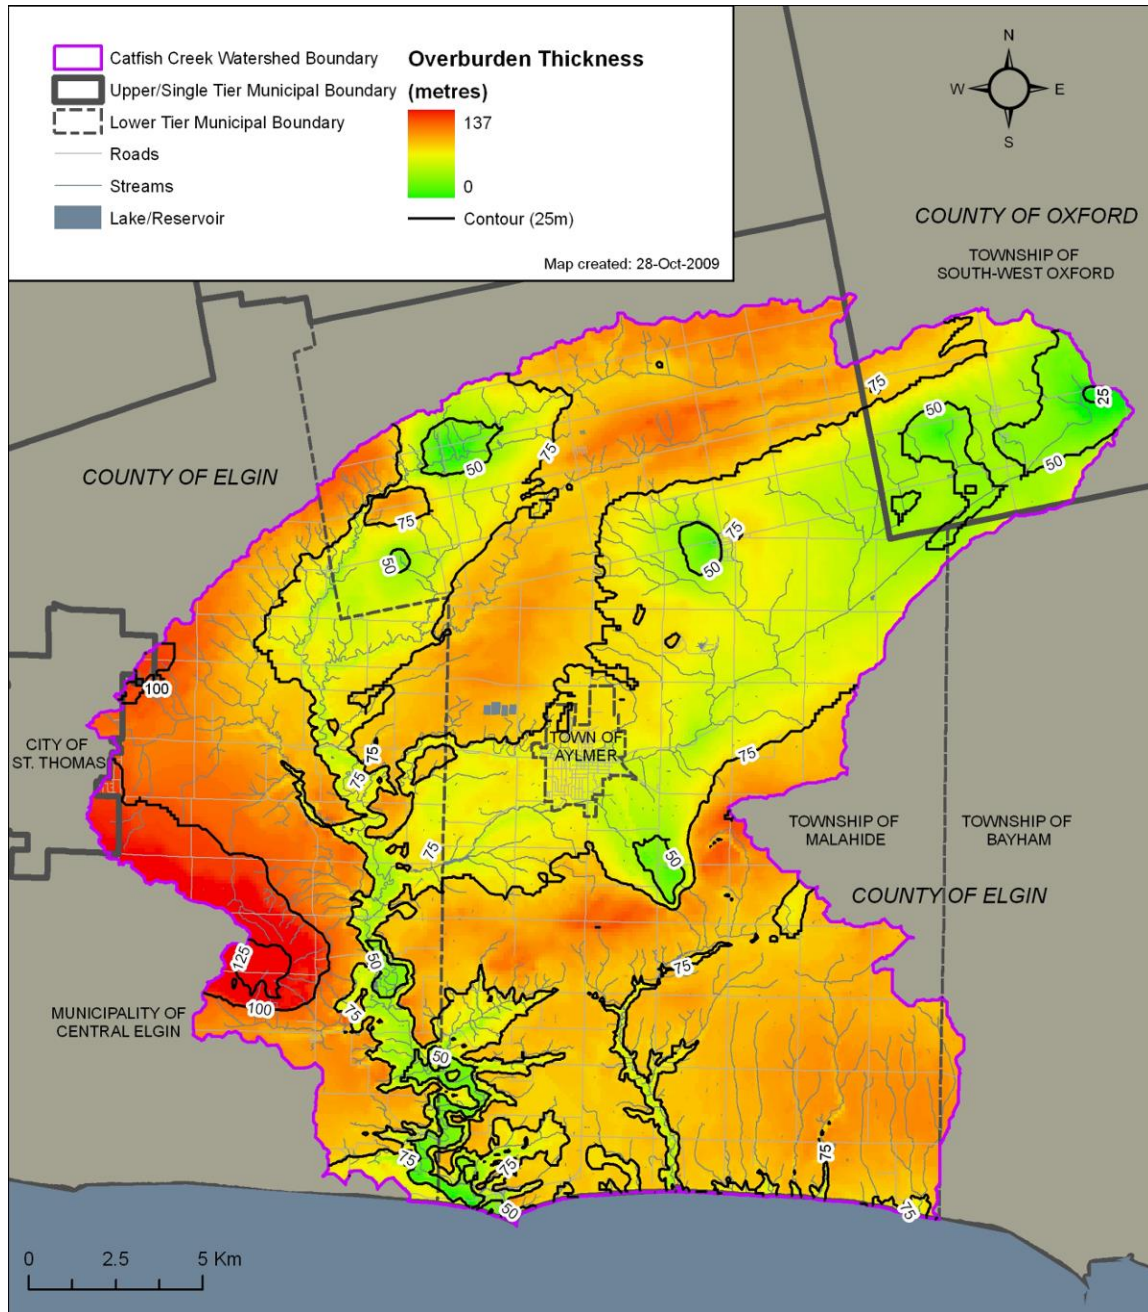 Catfish Creek Watershed Boundary
Upper/Single Tier Municipal Boundary
Lower Tier Municipal Boundary
Roads
Streams
Lake/Reservoir
Overburden Thickness
(metres)
137
0
Contour (25m)
Map created: 28-Oct-2009
N
W
E
S
COUNTY OF OXFORD
TOWNSHIP OF
SOUTH-WEST OXFORD
75
25
50
50
75
50
COUNTY OF ELGIN
75
75
50
50
100
CITY OF
ST. THOMAS
TOWN OF
AYLMER
75
75
75
75
TOWNSHIP OF
MALAHIDE
TOWNSHIP OF
BAYHAM
50
COUNTY OF ELGIN
125
50
75
100
75
MUNICIPALITY OF
CENTRAL ELGIN
50
75
75
75
75
50
0
2.5
5 Km